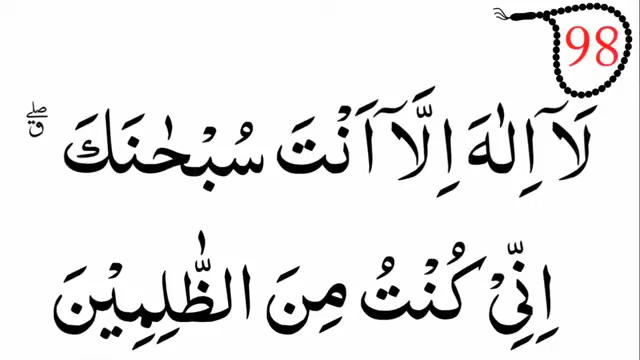 98
لَآ اِلٰهَ اِلَّآ اَنْتَ سُبْحٰنَكَ ۖق
اِنِّيْ كُنْتُ مِنَ الظّٰلِمِيْنَ